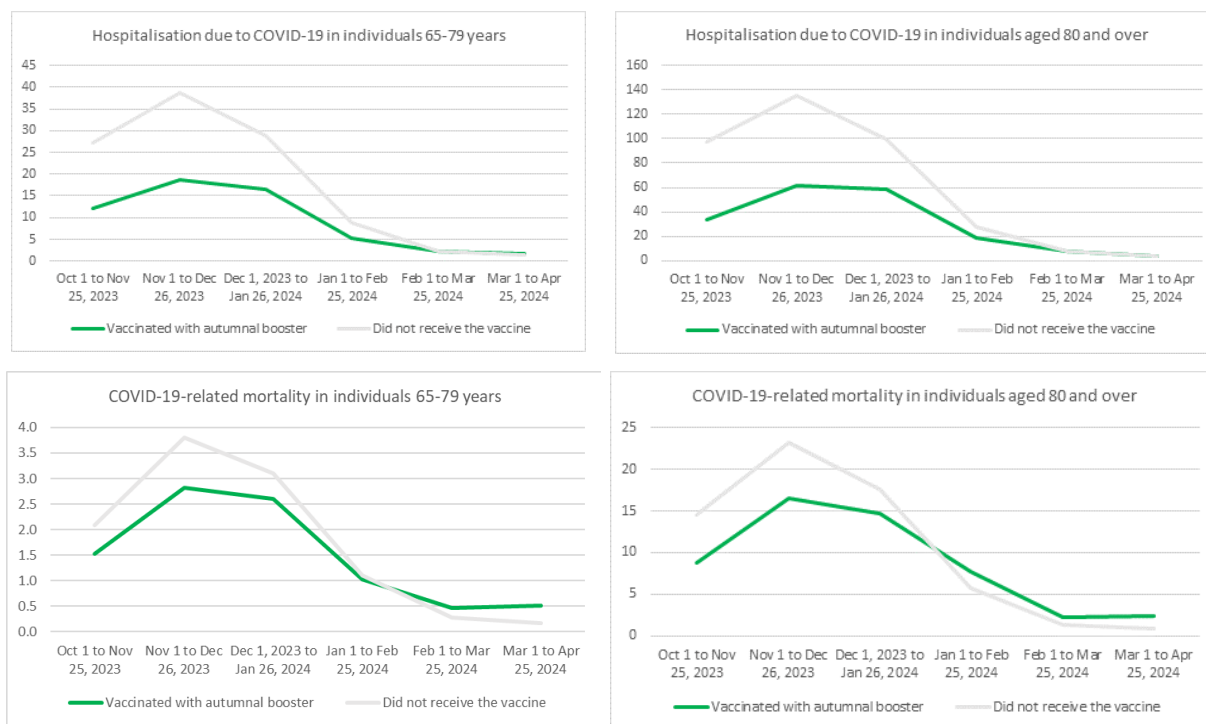 Hospitalisation due to COVID-19 in individuals 65-79 years
45
40
35
30
25
20
15
10
5
0
Oct 1 to Nov Nov 1 to Dec Dec 1, 2023 to Jan 1 to Feb Feb 1 to Mar Mar 1 to Apr
25, 2023 26, 2023 Jan 26, 2024 25, 2024 25, 2024 25, 2024
Vaccinated with autumnal booster Did not receive the vaccine
Hospitalisation due to COVID-19 in individuals aged 80 and over
160
140
120
100
80
60
40
20
0
Oct 1 to Nov Nov 1 to Dec Dec 1, 2023 to Jan 1 to Feb Feb 1 to Mar Mar 1 to Apr
25, 2023 26, 2023 Jan 26, 2024 25, 2024 25, 2024 25, 2024
Vaccinated with autumnal booster Did not receive the vaccine
COVID-19-related mortality in individuals 65-79 years
4.0
3.5
3.0
2.5
2.0
1.5
1.0
0.5
0.0
Oct 1 to Nov Nov 1 to Dec Dec 1, 2023 to Jan 1 to Feb Feb 1 to Mar Mar 1 to Apr
25, 2023 26, 2023 Jan 26, 2024 25, 2024 25, 2024 25, 2024
Vaccinated with autumnal booster Did not receive the vaccine
COVID-19-related mortality in individuals aged 80 and over
25
20
15
10
5
0
Oct 1 to Nov Nov 1 to Dec Dec 1, 2023 to Jan 1 to Feb Feb 1 to Mar Mar 1 to Apr
25, 2023 26, 2023 Jan 26, 2024 25, 2024 25, 2024 25, 2024
Vaccinated with autumnal booster Did not receive the vaccine